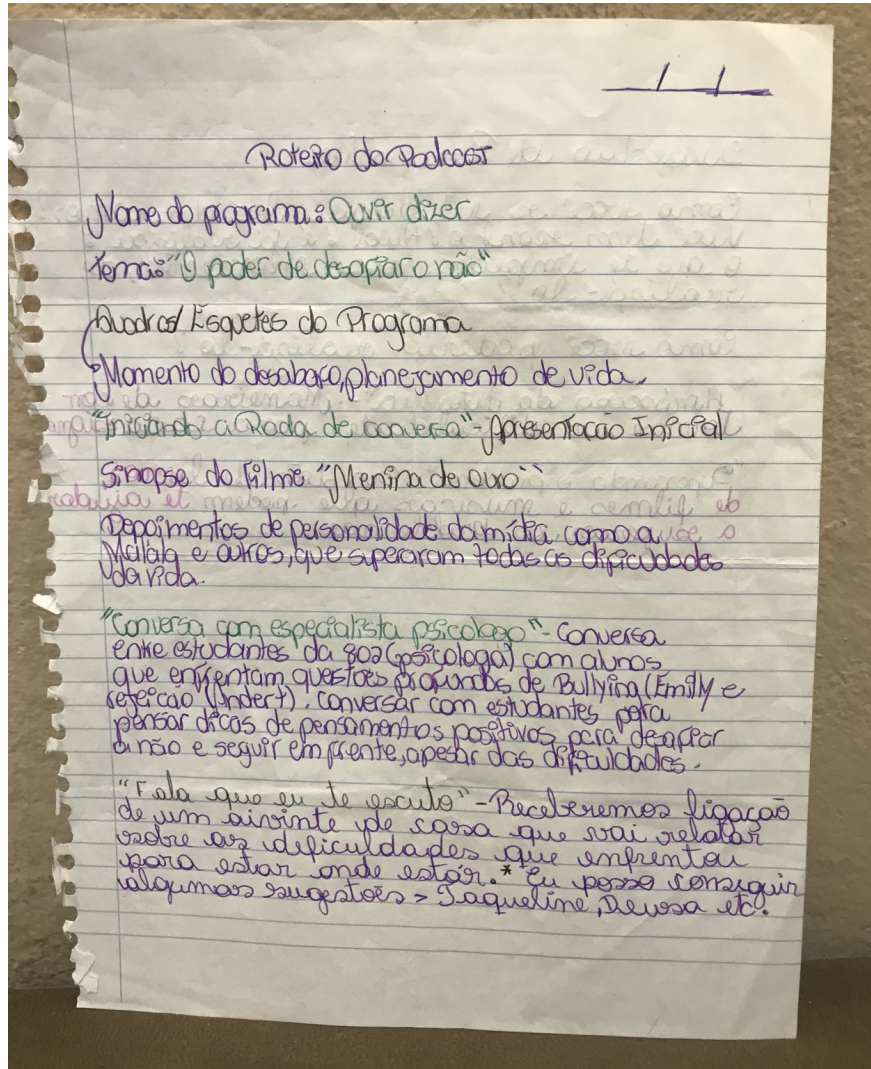 Roteiro do Podcast
Nome do programa: Ouvir dizer
Tema: "O poder de desafiar o não"
Quadros/ Esquetes do Programa
Momento do desabafo, planejamento de vida.
"Iniciando a Roda de conversa" - Apresentação Inicial
Sinopse do filme "Menina de ouro"
Depoimentos de personalidade da mídia como a
Malala e outros, que superaram todas as dificuldades
da vida.
"Conversa com especialista psicologo" - Conversa
entre estudantes da 802 (psicologa) com alunos
que enfrentam questões profundas de Bullying (Emilly e
rejeicao (). conversar com estudantes para
pensar dicas de pensamentos positivos para desafiar
o não e seguir em frente, apesar das dificuldades.
"Fala que eu te escuto" - Receberemos ligação
de um ouvinte de casa que vai relatar
sobre as dificuldades que enfrentou
para estar onde estár. * Eu posso conseguir
algumas sugestões > Jaqueline, etc.